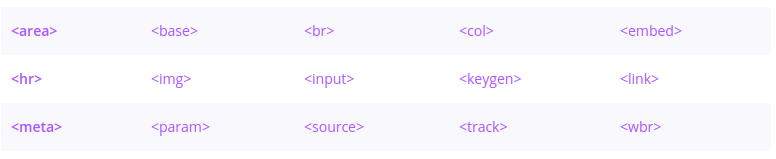 <area> <base> <br> <col> <embed>
<hr> <img> <input> <keygen> <link>
<meta> <param> <source> <track> <wbr>